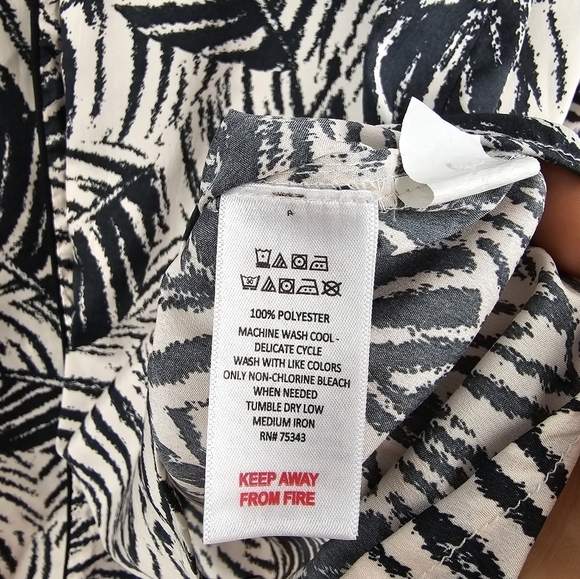 100% POLYESTER
MACHINE WASH COOL -
DELICATE CYCLE
WASH WITH LIKE COLORS
ONLY NON-CHLORINE BLEACH
WHEN NEEDED
TUMBLE DRY LOW
MEDIUM IRON
RN# 75343
KEEP AWAY
FROM FIRE